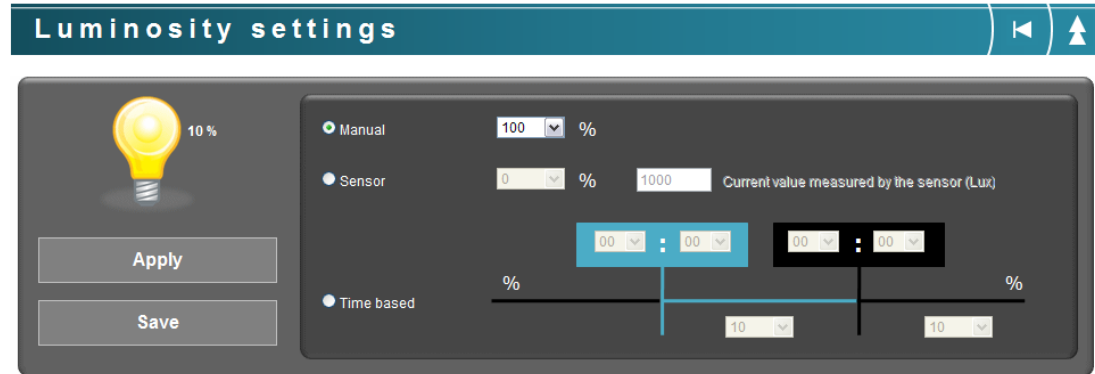 Luminosity settings
10 %
Manual 100 %
Sensor 0 % 1000 Current value measured by the sensor (Lux)
00 : 00 00 : 00
Apply
% %
Time based
Save
10 10